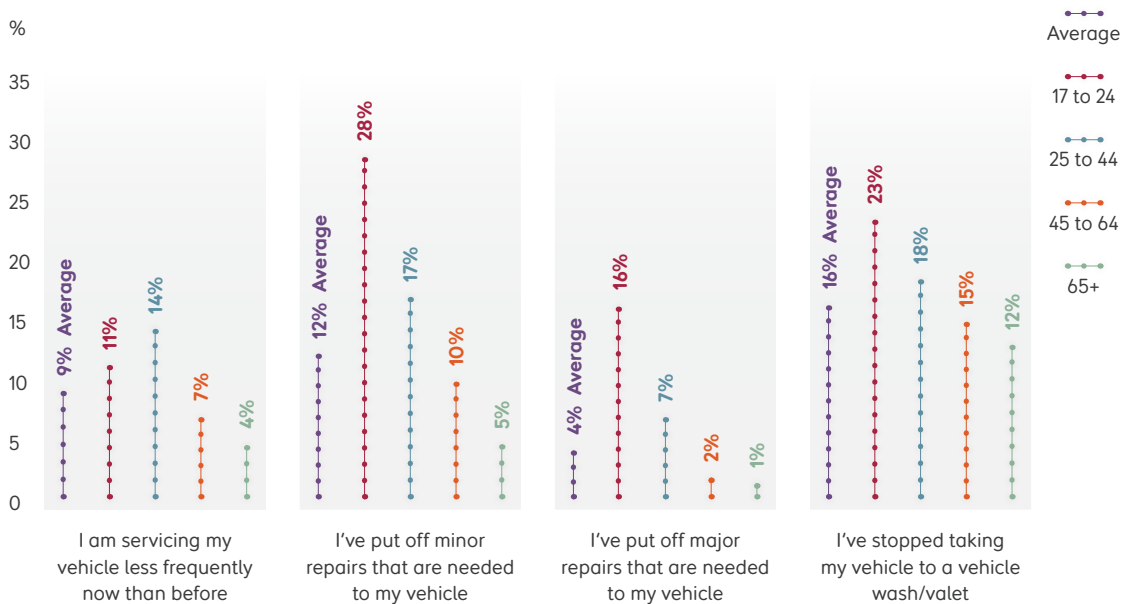 %
35
30
25
20
15
10
5
0
9% Average
11%
14%
7%
4%
I am servicing my
vehicle less frequently
now than before
12% Average
28%
17%
10%
5%
I've put off minor
repairs that are needed
to my vehicle
4% Average
16%
7%
2%
1%
I've put off major
repairs that are needed
to my vehicle
16% Average
23%
18%
15%
12%
I've stopped taking
my vehicle to a vehicle
wash/valet
Average
17 to 24
25 to 44
45 to 64
65+